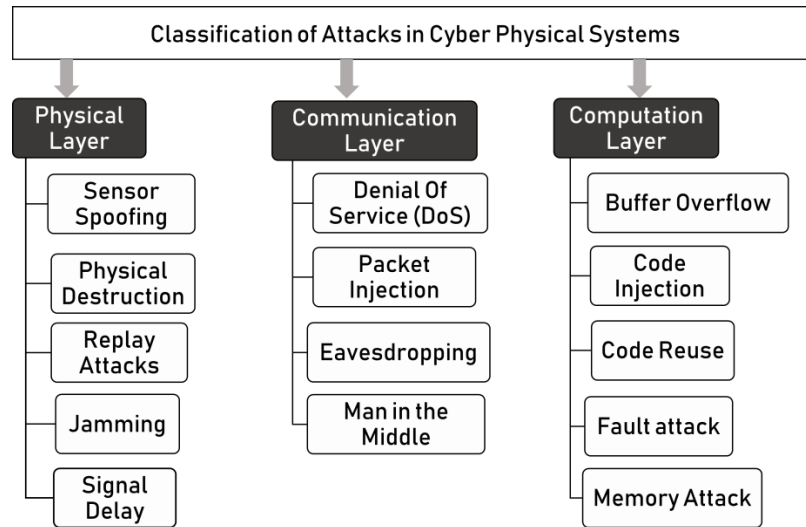 Classification of Attacks in Cyber Physical Systems
Physical
Layer
Sensor
Spoofing
Physical
Destruction
Replay
Attacks
Jamming
Signal
Delay
Communication
Layer
Denial Of
Service (DoS)
Packet
Injection
Eavesdropping
Man in the
Middle
Computation
Layer
Buffer Overflow
Code
Injection
Code Reuse
Fault attack
Memory Attack